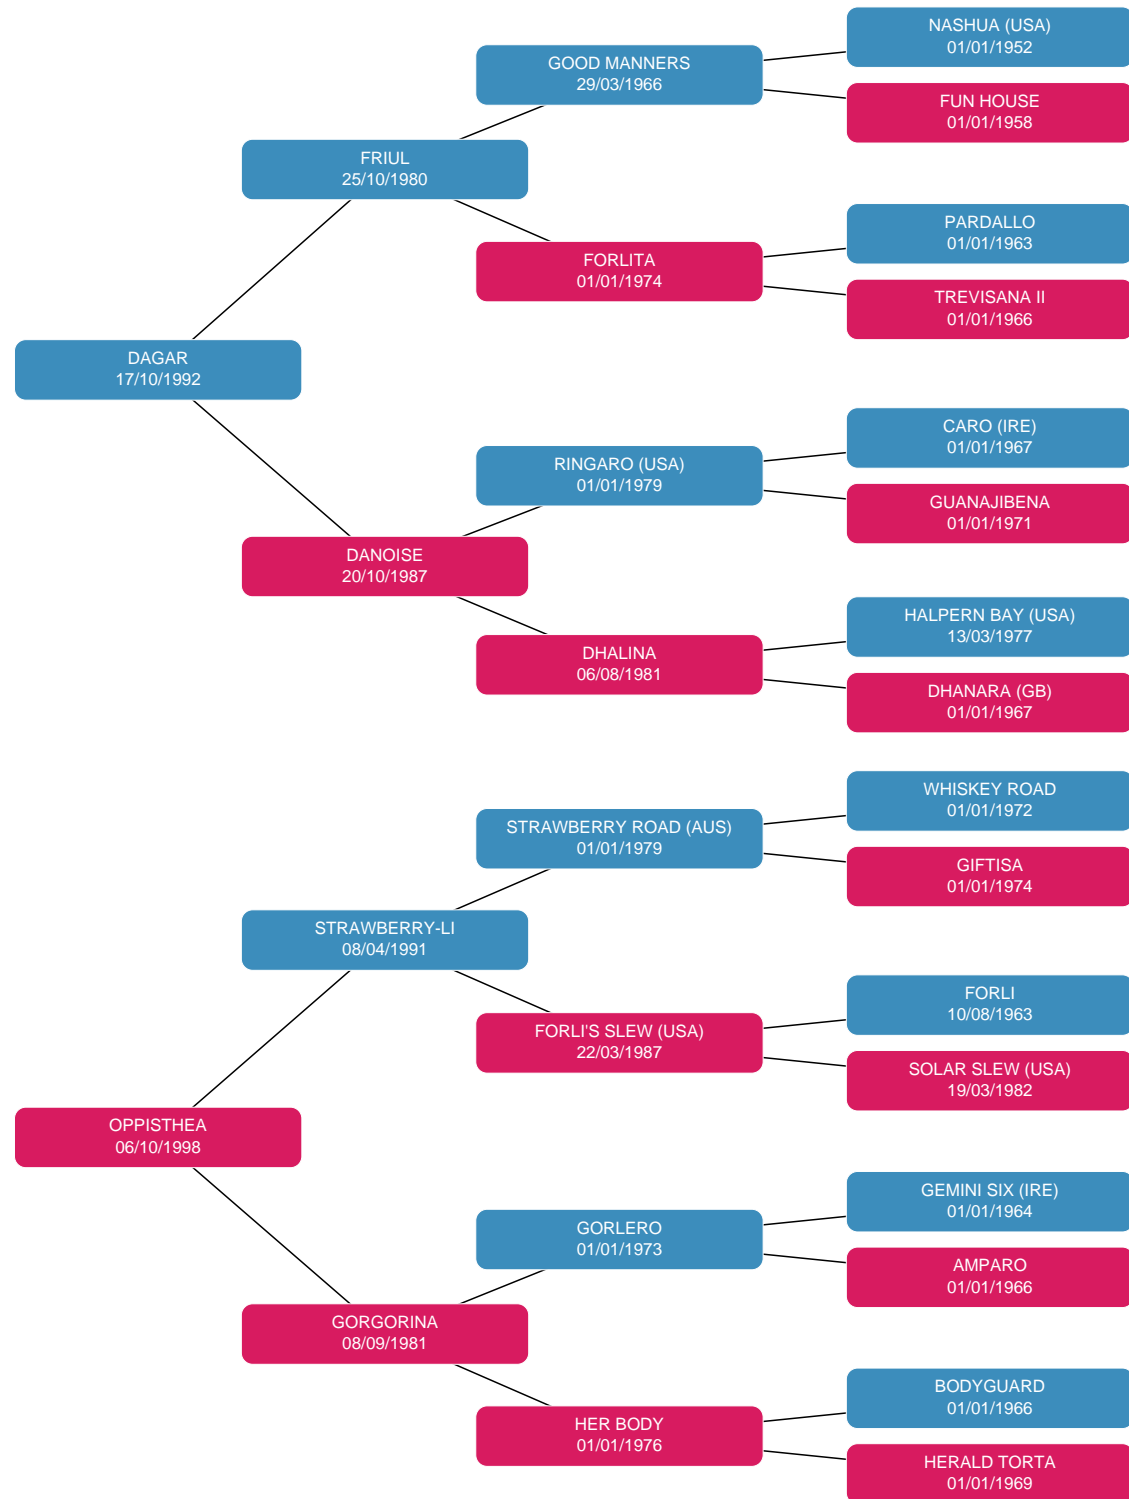 NASHUA (USA)
01/01/1952
GOOD MANNERS
29/03/1966
FUN HOUSE
01/01/1958
FRIUL
25/10/1980
PARDALLO
01/01/1963
FORLITA
01/01/1974
TREVISANA II
01/01/1966
DAGAR
17/10/1992
CARO (IRE)
01/01/1967
RINGARO (USA)
01/01/1979
GUANAJIBENA
01/01/1971
DANOISE
20/10/1987
HALPERN BAY (USA)
13/03/1977
DHALINA
06/08/1981
DHANARA (GB)
01/01/1967
WHISKEY ROAD
01/01/1972
STRAWBERRY ROAD (AUS)
01/01/1979
GIFTISA
01/01/1974
STRAWBERRY-LI
08/04/1991
FORLI
10/08/1963
FORLI'S SLEW (USA)
22/03/1987
SOLAR SLEW (USA)
19/03/1982
OPPISTHEA
06/10/1998
GEMINI SIX (IRE)
01/01/1964
GORLERO
01/01/1973
AMPARO
01/01/1966
GORGORINA
08/09/1981
BODYGUARD
01/01/1966
HER BODY
01/01/1976
HERALD TORTA
01/01/1969